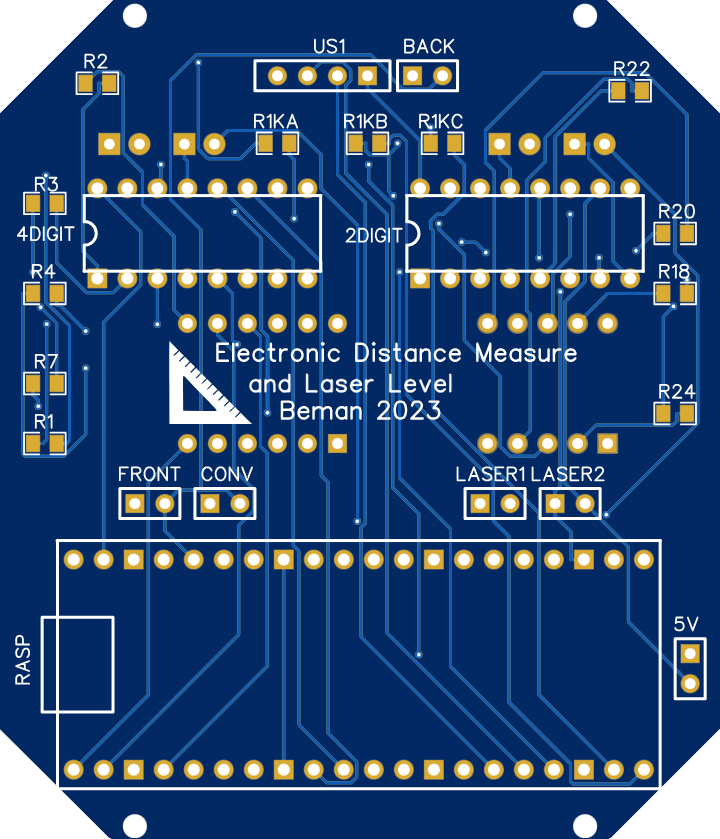 US1 BACK
R2
R22
R1KA R1KB R1KC
R3
R20
4DIGIT 2DIGIT
R4 R18
Electronic Distance Measure
and Laser Level
Beman 2023
R7
R24
R1
FRONT CONV LASER1 LASER2
5V
RASP